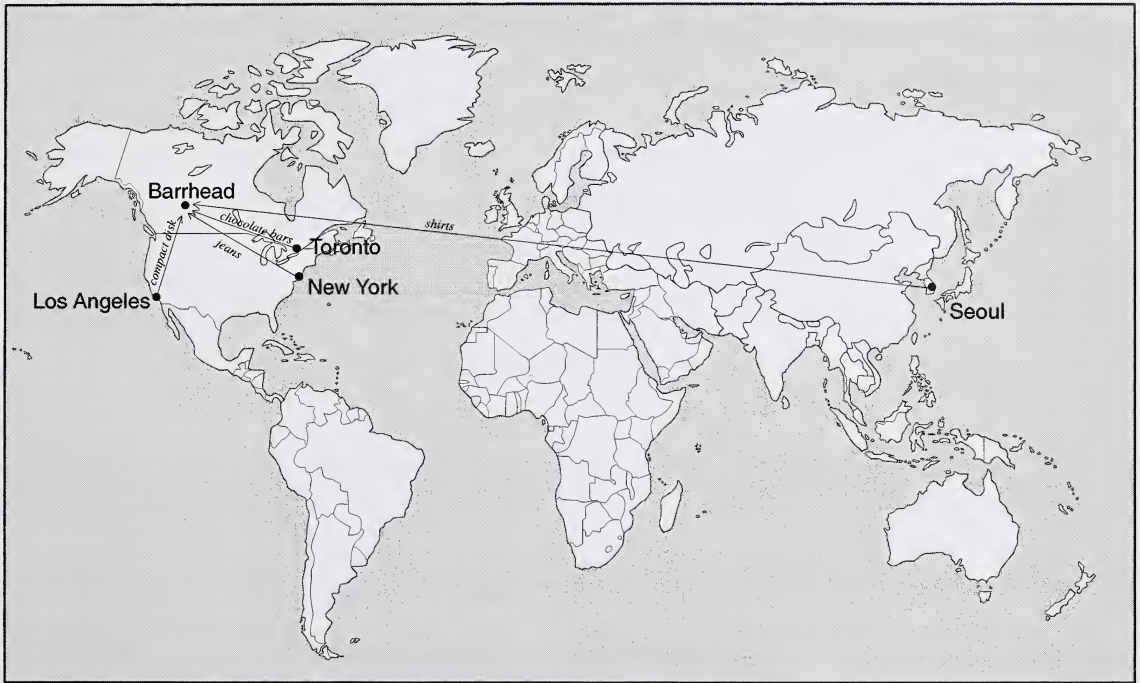 Barrhead
shirts
chocolate bars
Toronto
jeans
compact disk
New York
Los Angeles
Seoul